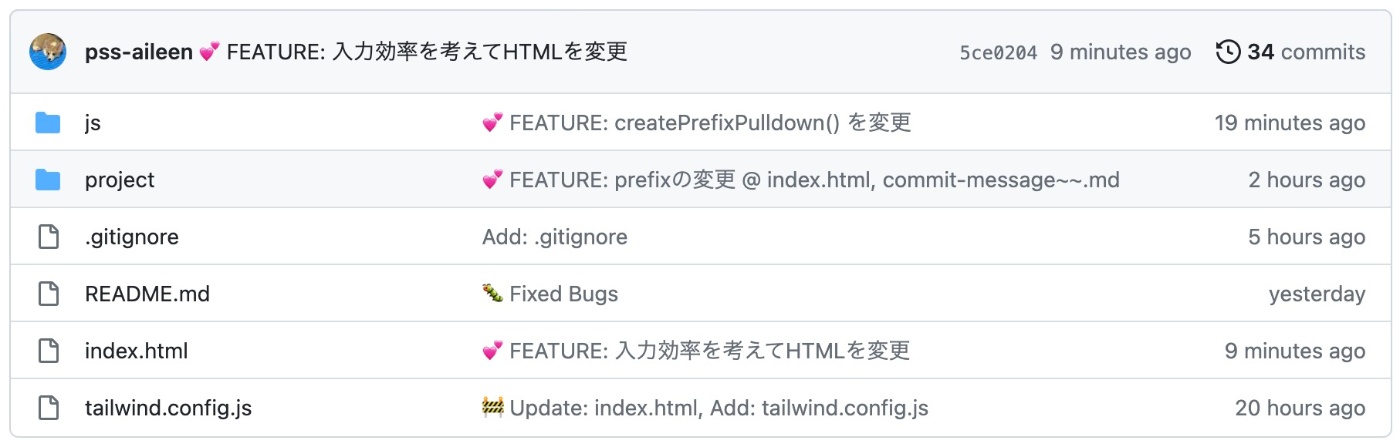 pss-aileen 💕 FEATURE: 入力効率を考えてHTMLを変更 5ce0204 9 minutes ago 34 commits
js 💕 FEATURE: createPrefixPulldown() を変更 19 minutes ago
project 💕 FEATURE: prefixの変更 @ index.html, commit-message~~.md 2 hours ago
.gitignore Add: .gitignore 5 hours ago
README.md 🐛 Fixed Bugs yesterday
index.html 💕 FEATURE: 入力効率を考えてHTMLを変更 9 minutes ago
tailwind.config.js 🚧 Update: index.html, Add: tailwind.config.js 20 hours ago